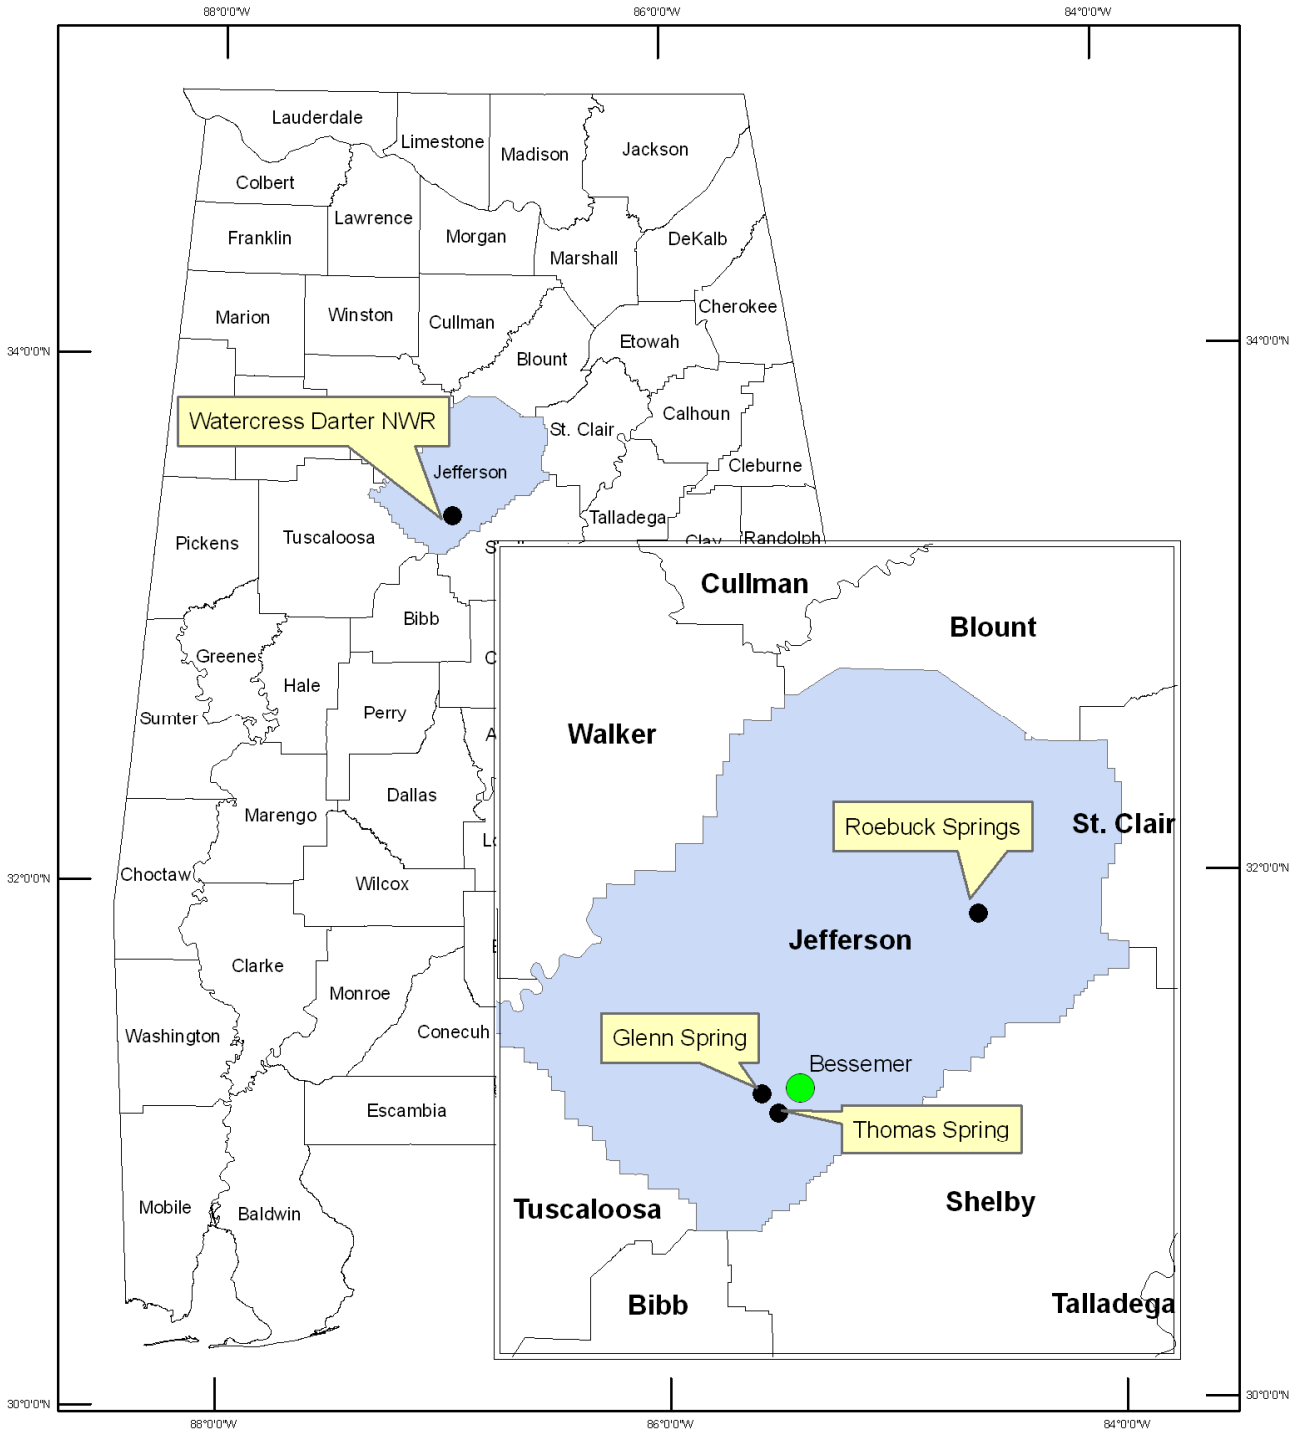 88°0'0"W
86°0'0"W
84°0'0"W
Lauderdale
Limestone
Madison
Jackson
Colbert
Lawrence
Franklin
Morgan
DeKalb
Marshall
Cherokee
Marion
Winston
Cullman
Etowah
34°0'0"N
34°0'0"N
Blount
Calhoun
Watercress Darter NWR
St. Clair
Jefferson
Cleburne
Talladega
Tuscaloosa
Pickens
Clay
Randolph
Bibb
Greene
Hale
Perry
Sumter
Dallas
Marengo
Choctaw
Wilcox
32°0'0"N
32°0'0"N
Clarke
Monroe
Washington
Conecuh
Escambia
Mobile
Baldwin
Cullman
Blount
Walker
Roebuck Springs
St. Clair
Jefferson
Glenn Spring
Bessemer
Thomas Spring
Tuscaloosa
Shelby
Bibb
Talladega
30°0'0"N
30°0'0"N
88°0'0"W
86°0'0"W
84°0'0"W